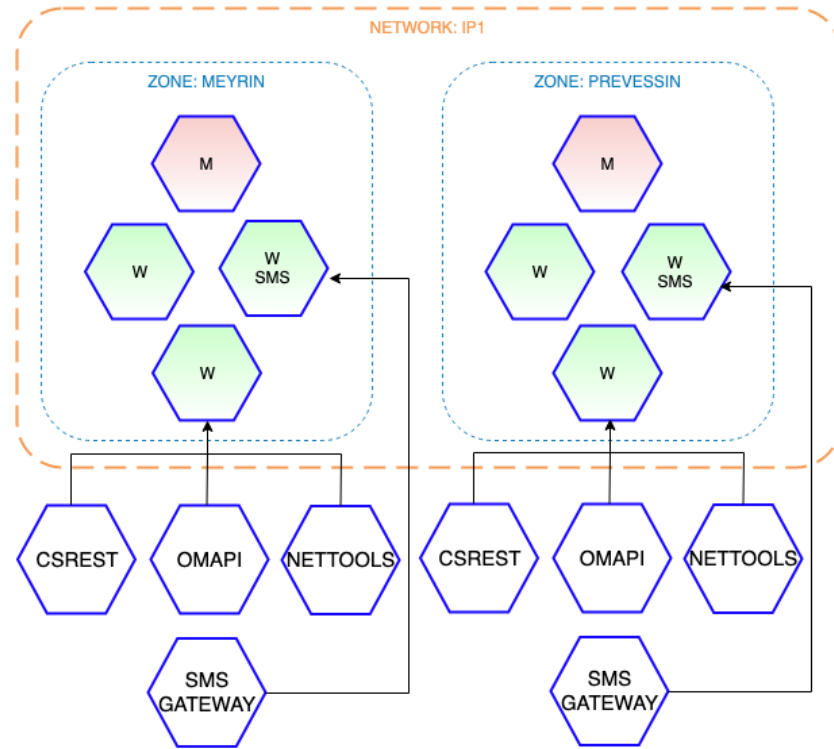 NETWORK: IP1
ZONE: MEYRIN
ZONE: PREVESSIN
M
M
W
W
SMS
W
W
SMS
W
W
CSREST
OMAPI
NETTOOLS
CSREST
OMAPI
NETTOOLS
SMS
GATEWAY
SMS
GATEWAY